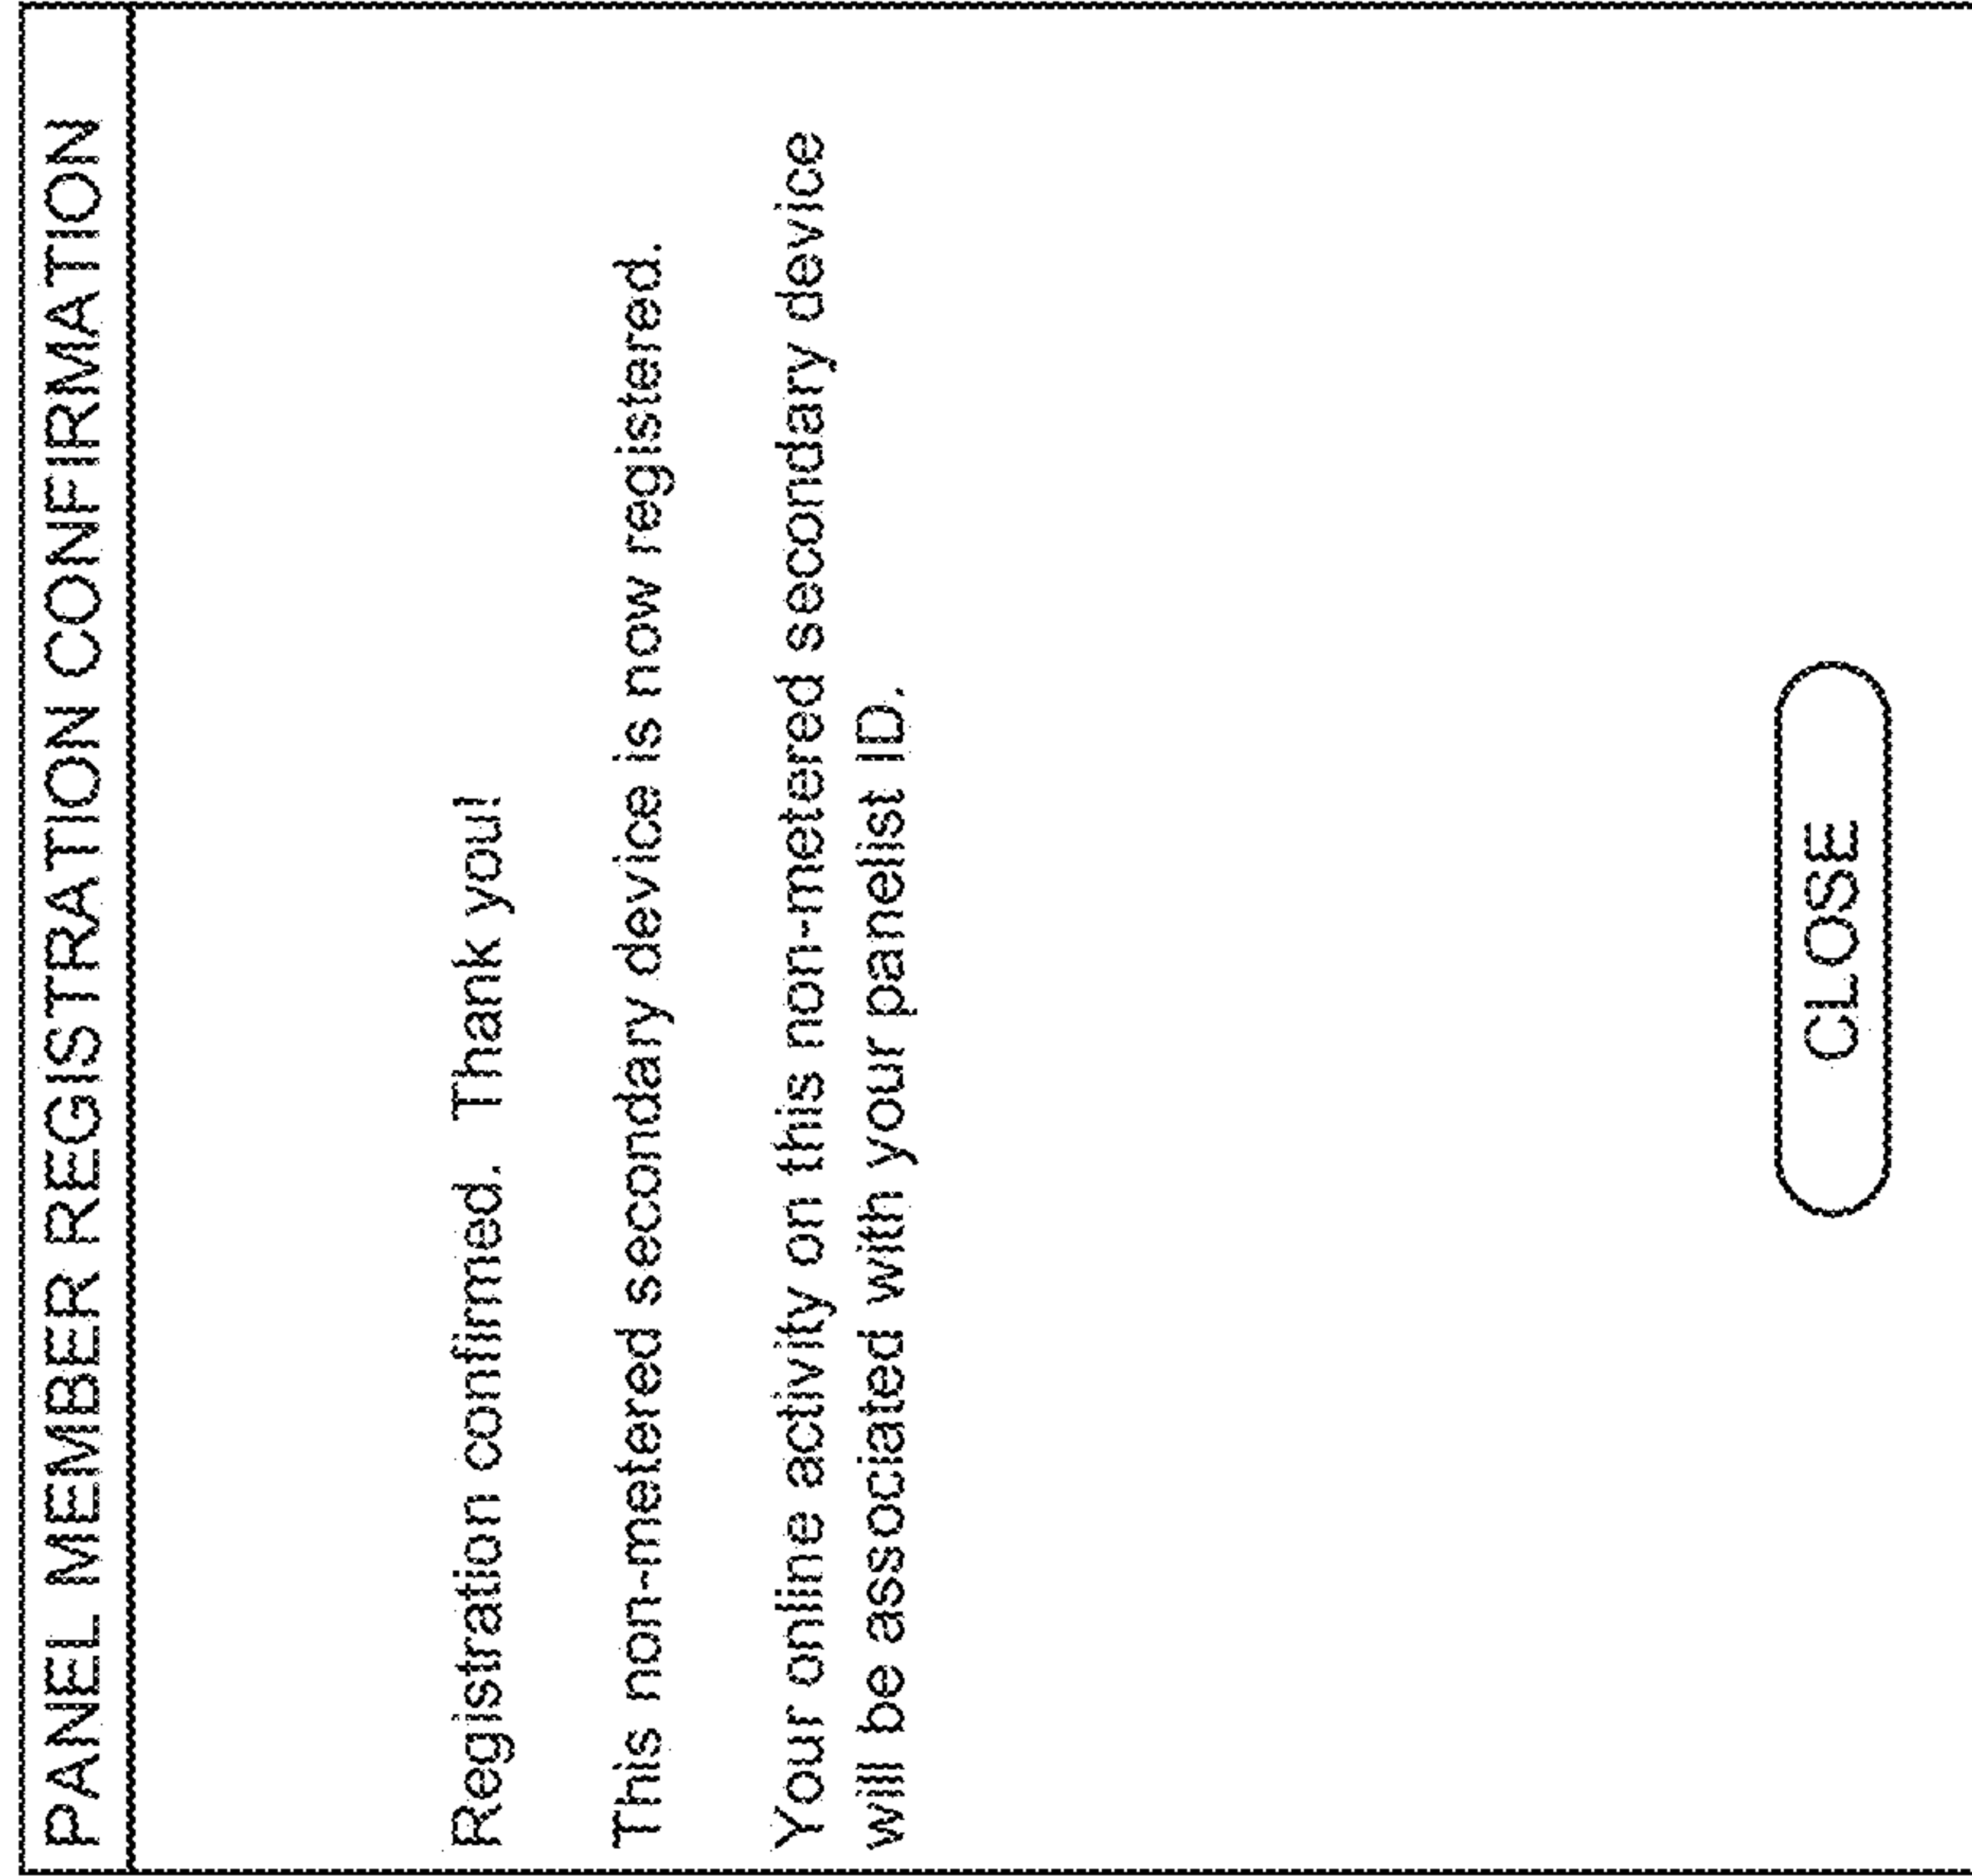 PANEL MEMBER REGISTRATION CONFIRMATION
Registration confirmed.  Thank you!
This non-metered secondary device is now registered.
Your online activity on this non-metered secondary device
will be associated with your panelist ID.
CLOSE